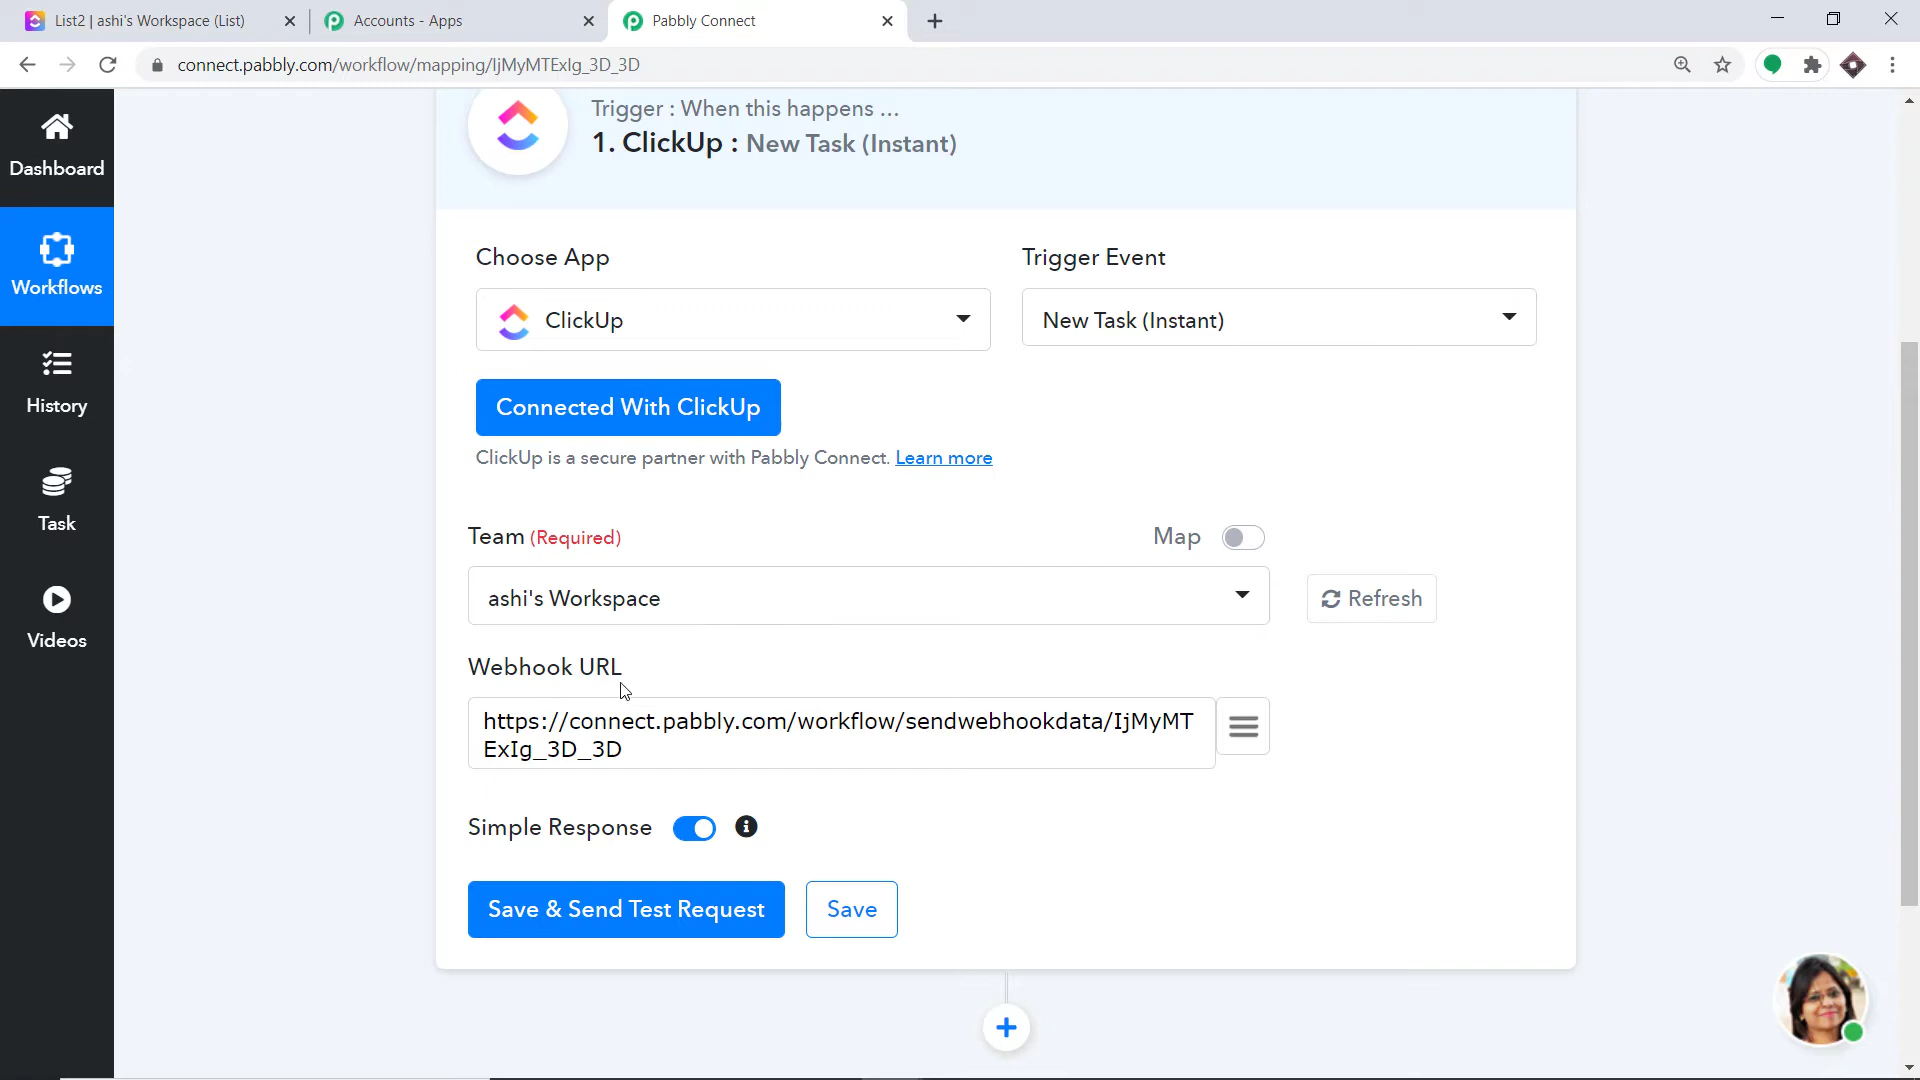 List2 | ashi's Workspace (List)
Accounts - Apps
Pabbly Connect
connect.pabbly.com/workflow/mapping/IjMyMTExIg_3D_3D
Dashboard
Workflows
History
Task
Videos
Trigger : When this happens ...
1. ClickUp : New Task (Instant)
Choose App
Trigger Event
ClickUp
New Task (Instant)
Connected With ClickUp
ClickUp is a secure partner with Pabbly Connect. Learn more
Team (Required)
Map
ashi's Workspace
Refresh
Webhook URL
https://connect.pabbly.com/workflow/sendwebhookdata/IjMyMT
ExIg_3D_3D
Simple Response
Save & Send Test Request
Save